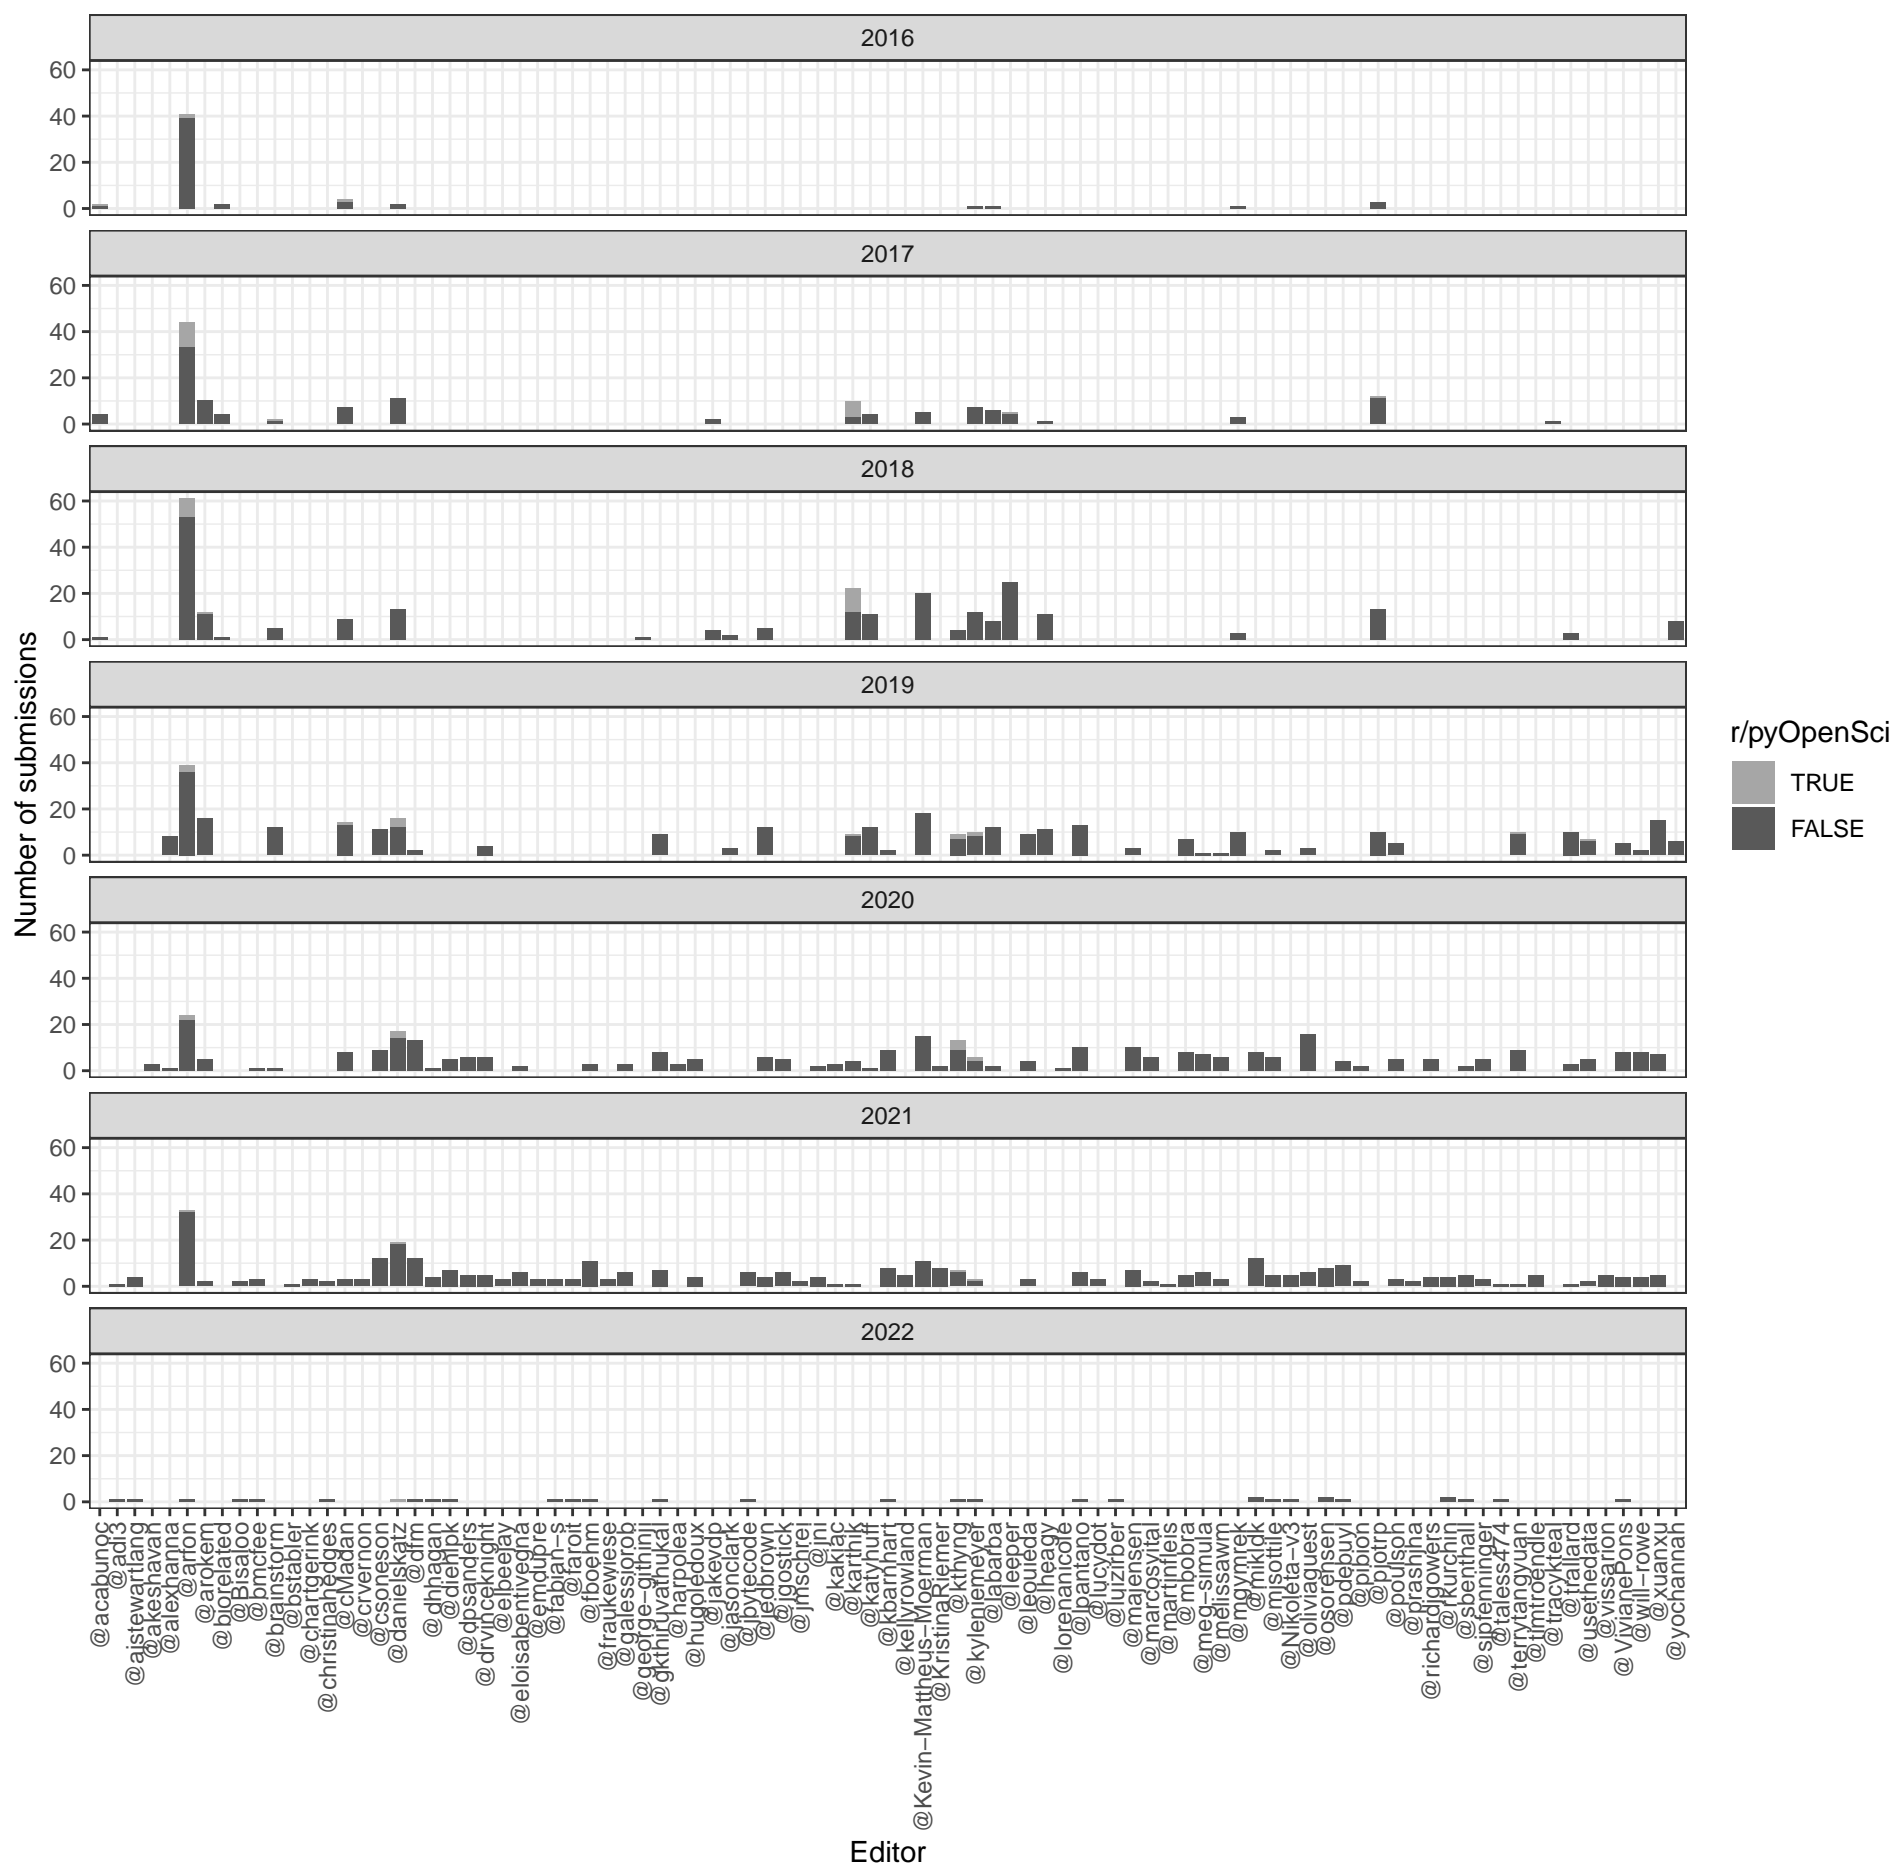 2016
60
40
20
0
2017
60
40
20
0
2018
60
40
20
0
2019
60
40
20
0
2020
60
40
20
0
2021
60
40
20
0
2022
60
40
20
0
Number of submissions
@acabunoc
@adi3
@ajstewartlang
@akeshavan
@alexhanna
@arfon
@arokem
@biorelated
@Bisaloo
@bmcfee
@brainstorm
@bstabler
@chartgerink
@christinahedges
@cMadan
@crvernon
@csoneson
@danielskatz
@dfm
@dhhagan
@diehlpk
@dpsanders
@drvinceknight
@elbeejay
@eloisabentivegna
@emdupre
@fabian-s
@faroit
@fboehm
@fraukewiese
@galessiorob
@george-githinji
@gkthiruvathukal
@harpolea
@hugoledoux
@jakevdp
@jasonclark
@jbytecode
@jedbrown
@jgostick
@jmschrei
@jni
@kakiac
@karthik
@katyhuff
@kbarnhart
@kellyrowland
@Kevin-Mattheus-Moerman
@KristinaRiemer
@kthyng
@kyleniemeyer
@labarba
@leeper
@leouieda
@lheagy
@lorenanicole
@lpantano
@lucydot
@luizirber
@majensen
@marcosvital
@martinfleis
@mbobra
@meg-simula
@melissawm
@mgymrek
@mikldk
@mjsottile
@Nikoleta-v3
@oliviaguest
@osorensen
@pdebuyl
@pibion
@pjotrp
@poulson
@prashjha
@richardjgowers
@rkurchin
@sbenthall
@sjpfenninger
@taless474
@terrytangyuan
@timtroendle
@tracykteal
@trallard
@usethedata
@vissarion
@VivianePons
@will-rowe
@xuanxu
@yochannah
Editor
r/pyOpenSci
TRUE
FALSE